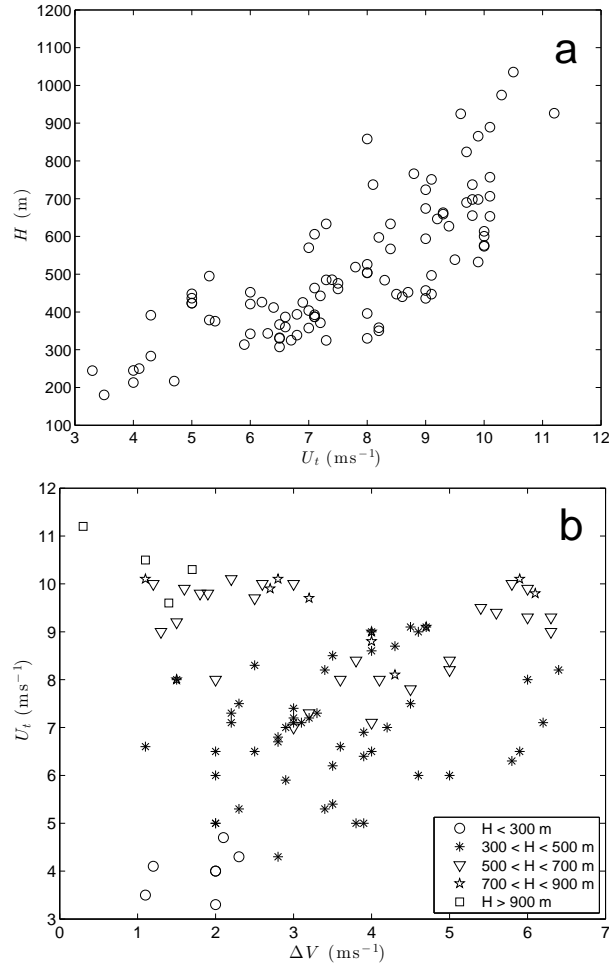 1200
1100
1000
900
800
700
600
500
400
300
200
100
H (m)
a
3 4 5 6 7 8 9 10 11 12
U_t (ms⁻¹)
12
11
10
9
8
7
6
5
4
3
U_t (ms⁻¹)
b
H < 300 m
300 < H < 500 m
500 < H < 700 m
700 < H < 900 m
H > 900 m
0 1 2 3 4 5 6 7
ΔV (ms⁻¹)